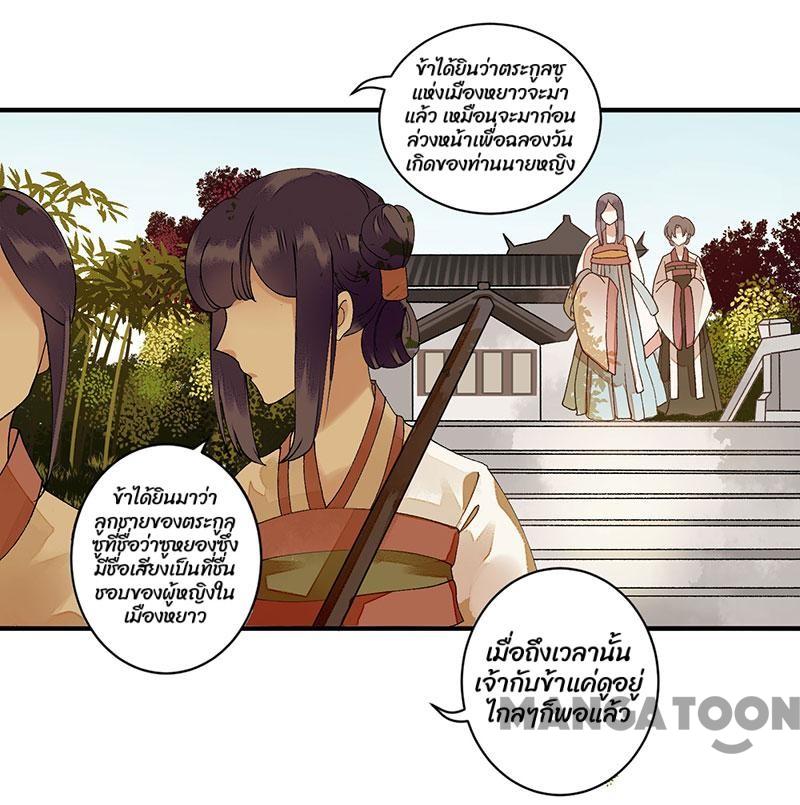 ข้าได้ยินว่าตระกูลซู
แห่งเมืองหยาวจะมา
แล้ว เหมือนจะมาก่อน
ล่วงหน้าเพื่อฉลองวัน
เกิดของท่านนายหญิง
ข้าได้ยินมาว่า
ลูกชายของตระกูล
ซูที่ชื่อว่าซูหยองซึ่ง
มีชื่อเสียงเป็นที่ชื่น
ชอบของผู้หญิงใน
เมืองหยาว
เมื่อถึงเวลานั้น
เจ้ากับข้าแค่ดูอยู่
ไกลๆก็พอแล้ว
MANGATOON